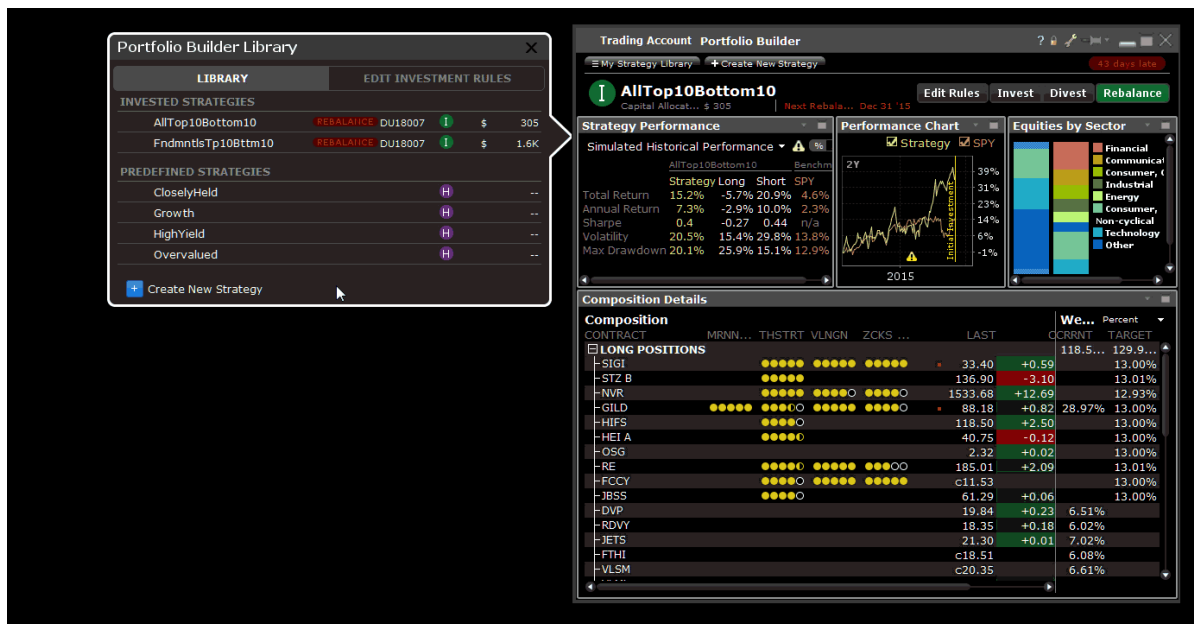 Portfolio Builder Library
LIBRARY EDIT INVESTMENT RULES
INVESTED STRATEGIES
AllTop10Bottom10 REBALANCE DU18007 I $ 305
FndmntlsTp10Bttm10 REBALANCE DU18007 I $ 1.6K
PREDEFINED STRATEGIES
CloselyHeld H --
Growth H --
HighYield H --
Overvalued H --
+ Create New Strategy
Trading Account Portfolio Builder ?
My Strategy Library + Create New Strategy 43 days late
I AllTop10Bottom10 Edit Rules Invest Divest Rebalance
Capital Allocat... $ 305 Next Rebala... Dec 31 '15
Strategy Performance
Simulated Historical Performance %
AllTop10Bottom10 Benchm
Strategy Long Short SPY
Total Return 15.2% -5.7% 20.9% 4.6%
Annual Return 7.3% -2.9% 10.0% 2.3%
Sharpe 0.4 -0.27 0.44 n/a
Volatility 20.5% 15.4% 29.8% 13.8%
Max Drawdown 20.1% 25.9% 15.1% 12.9%
Performance Chart
Strategy SPY
2Y
39%
31%
23%
14%
6%
-1%
Initial Investment
2015
Equities by Sector
Financial
Communicat
Consumer, C
Industrial
Energy
Consumer,
Non-cyclical
Technology
Other
Composition Details
Composition We... Percent
CONTRACT MRNN... THSTRT VLNGN ZCKS ... LAST C CRRNT TARGET
LONG POSITIONS 118.5... 129.9...
SIGI 33.40 +0.59 13.00%
STZ B 136.90 -3.10 13.01%
NVR 1533.68 +12.69 12.93%
GILD 88.18 +0.82 28.97% 13.00%
HIFS 118.50 +2.50 13.00%
HEI A 40.75 -0.12 13.00%
OSG 2.32 +0.02 13.00%
RE 185.01 +2.09 13.01%
FCCY c11.53 13.00%
JBSS 61.29 +0.06 13.00%
DVP 19.84 +0.23 6.51%
RDVY 18.35 +0.18 6.02%
JETS 21.30 +0.01 7.02%
FTHI c18.51 6.08%
VLSM c20.35 6.61%